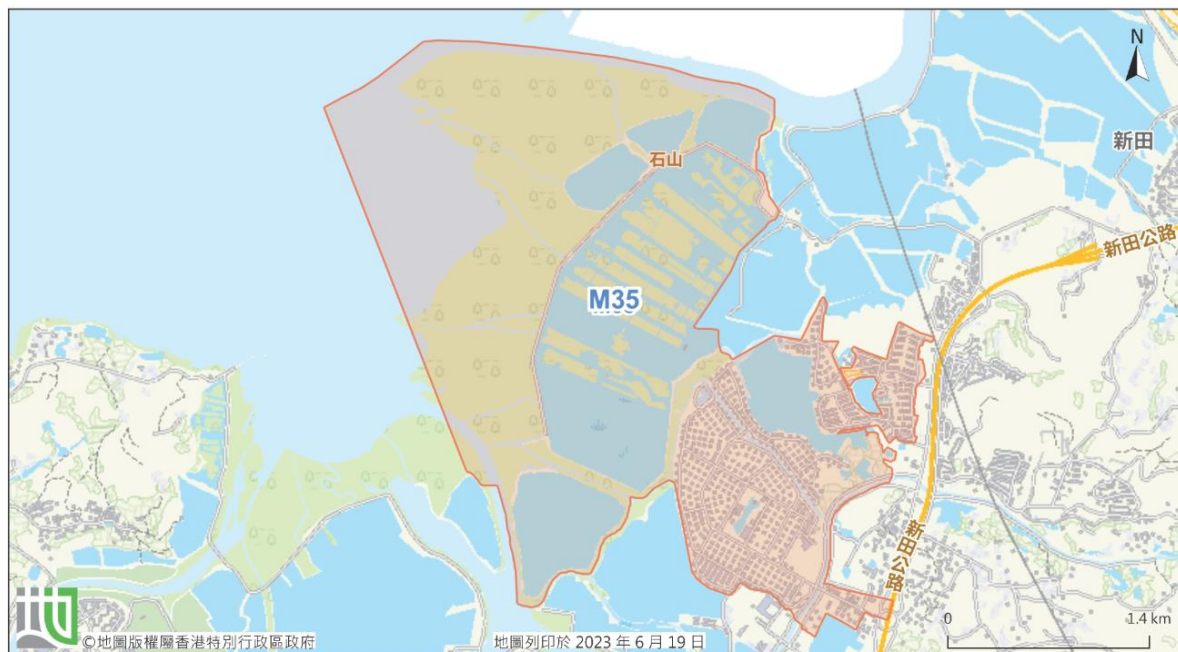 N
新田
石山
新田公路
M35
新田公路
0 1.4 km
©地圖版權屬香港特別行政區政府
地圖列印於 2023 年 6 月 19 日